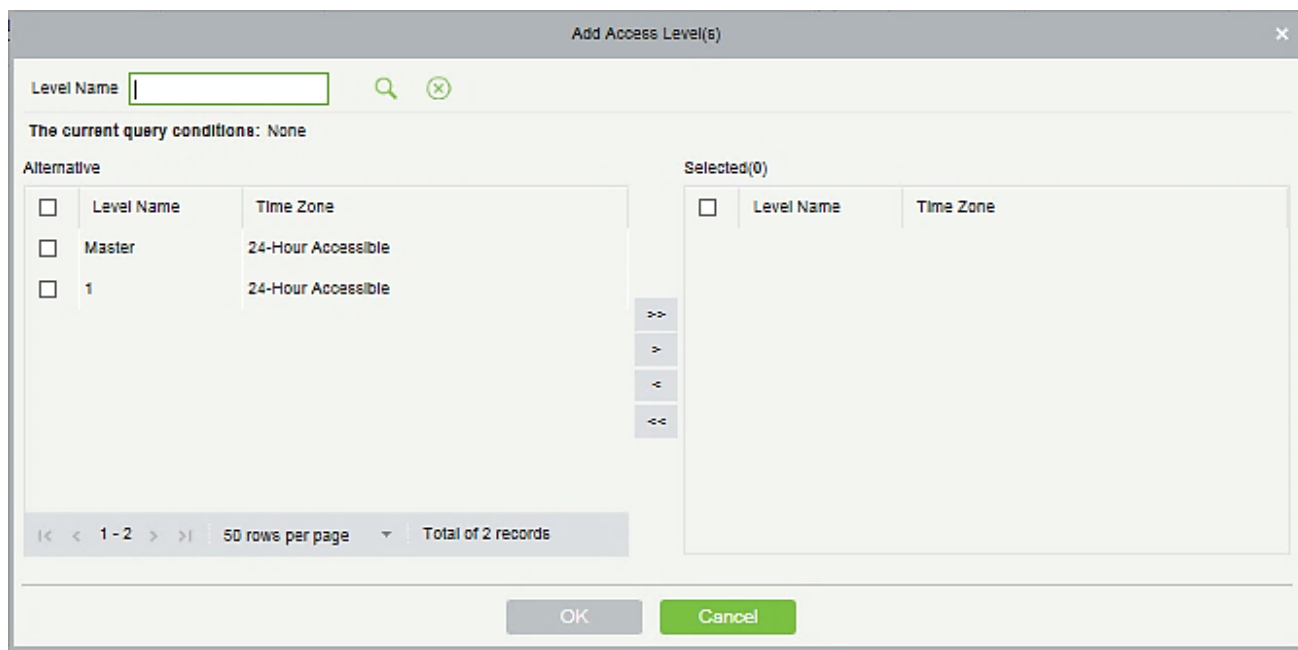 Add Access Level(s)
Level Name
The current query conditions: None
Alternative
Selected(0)
Level Name Time Zone
Level Name Time Zone
Master 24-Hour Accessible
1 24-Hour Accessible
>>
>
<
<<
1 - 2 50 rows per page Total of 2 records
OK Cancel